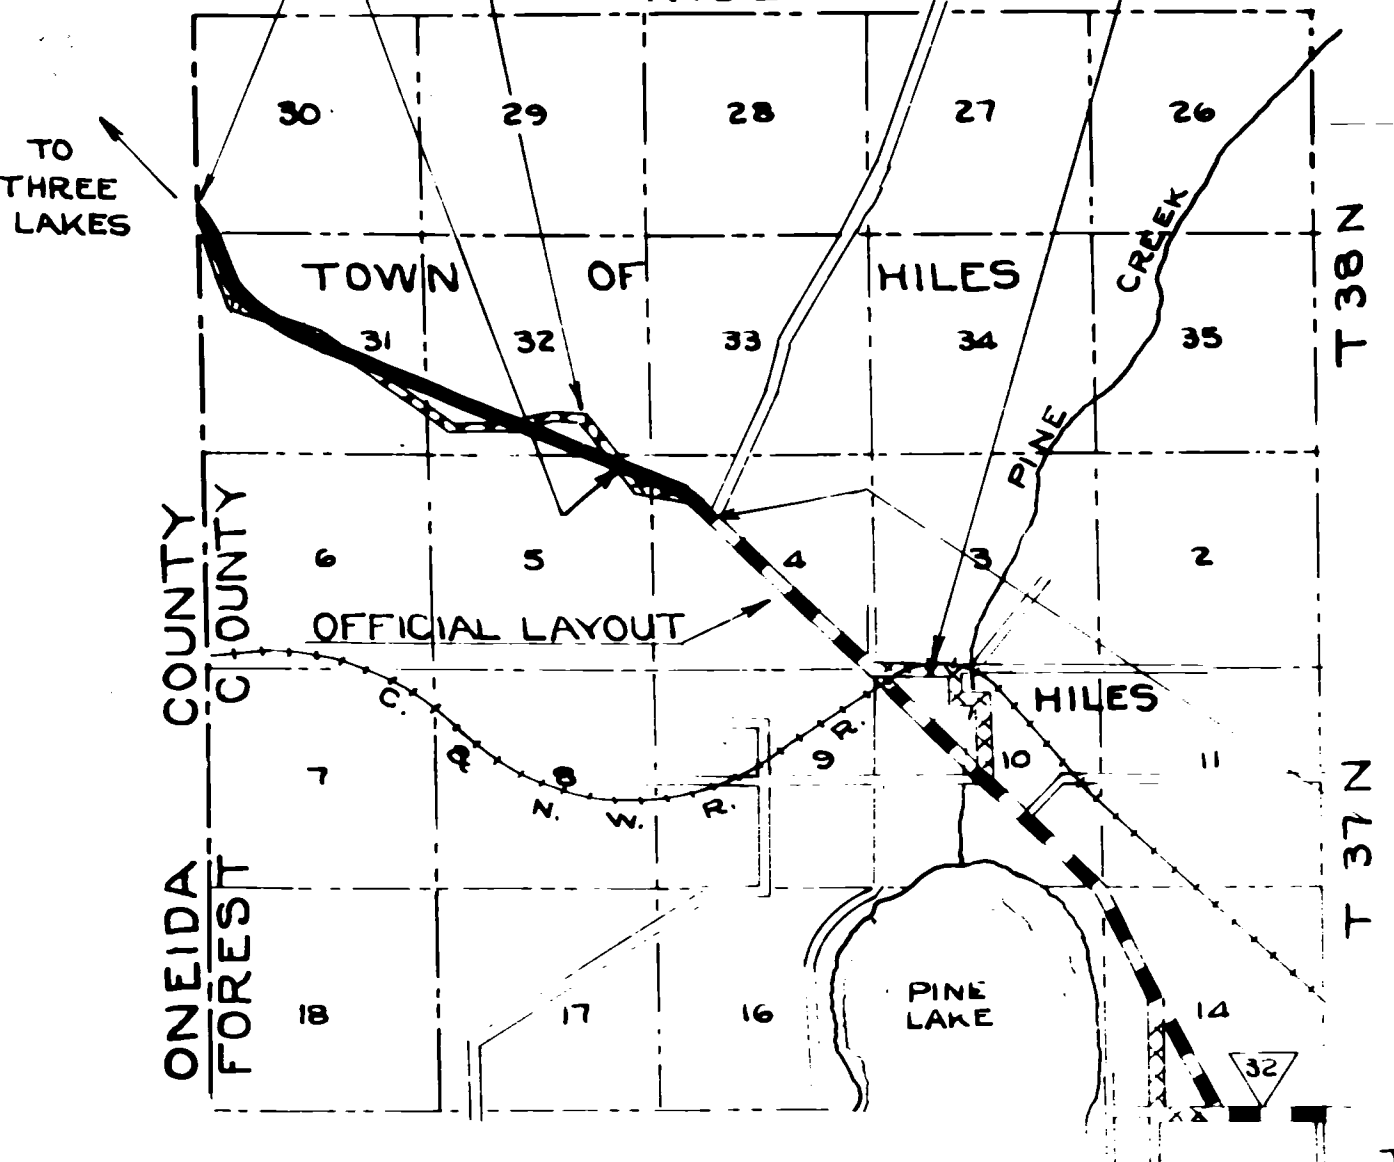 30 29 28 27 26
TO
THREE
LAKES
CREEK
T 38 N
TOWN OF HILES
31 32 33 34 35
PINE
COUNTY
COUNTY
6 5 4 3 2
OFFICIAL LAYOUT
C. & N. W. R. R.
HILES
7 8 9 10 11
T 37 N
ONEIDA
FOREST
PINE
LAKE
18 17 16 14
32